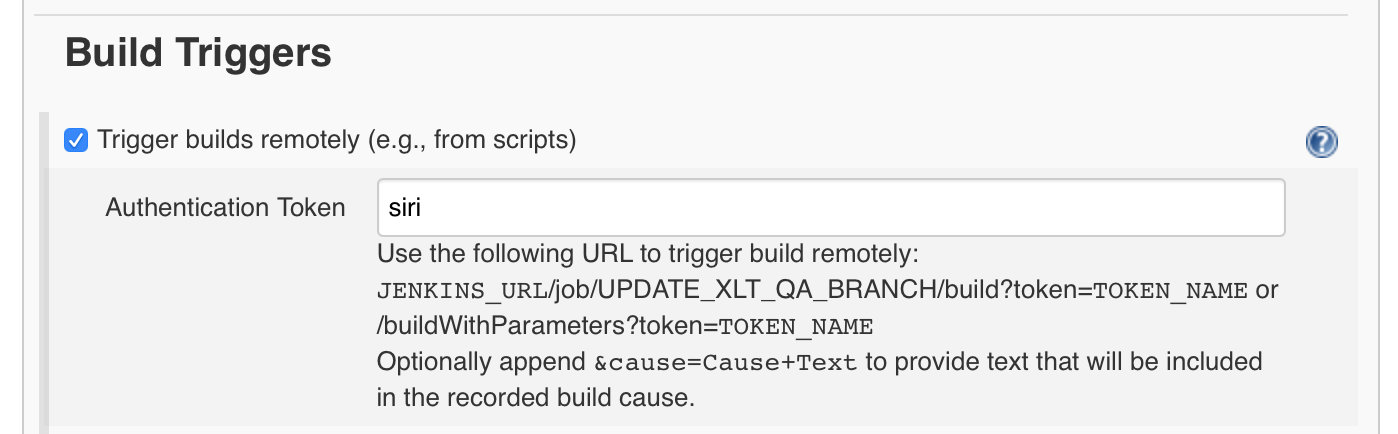 Build Triggers
Trigger builds remotely (e.g., from scripts)
?
Authentication Token
siri
Use the following URL to trigger build remotely:
JENKINS_URL/job/UPDATE_XLT_QA_BRANCH/build?token=TOKEN_NAME or
/buildWithParameters?token=TOKEN_NAME
Optionally append &cause=Cause+Text to provide text that will be included
in the recorded build cause.